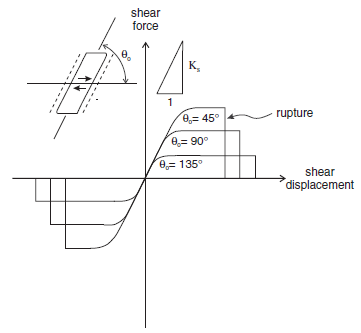 shear
force
θₒ
Kₛ
1
θₒ= 45°
rupture
θₒ= 90°
θₒ= 135°
shear
displacement